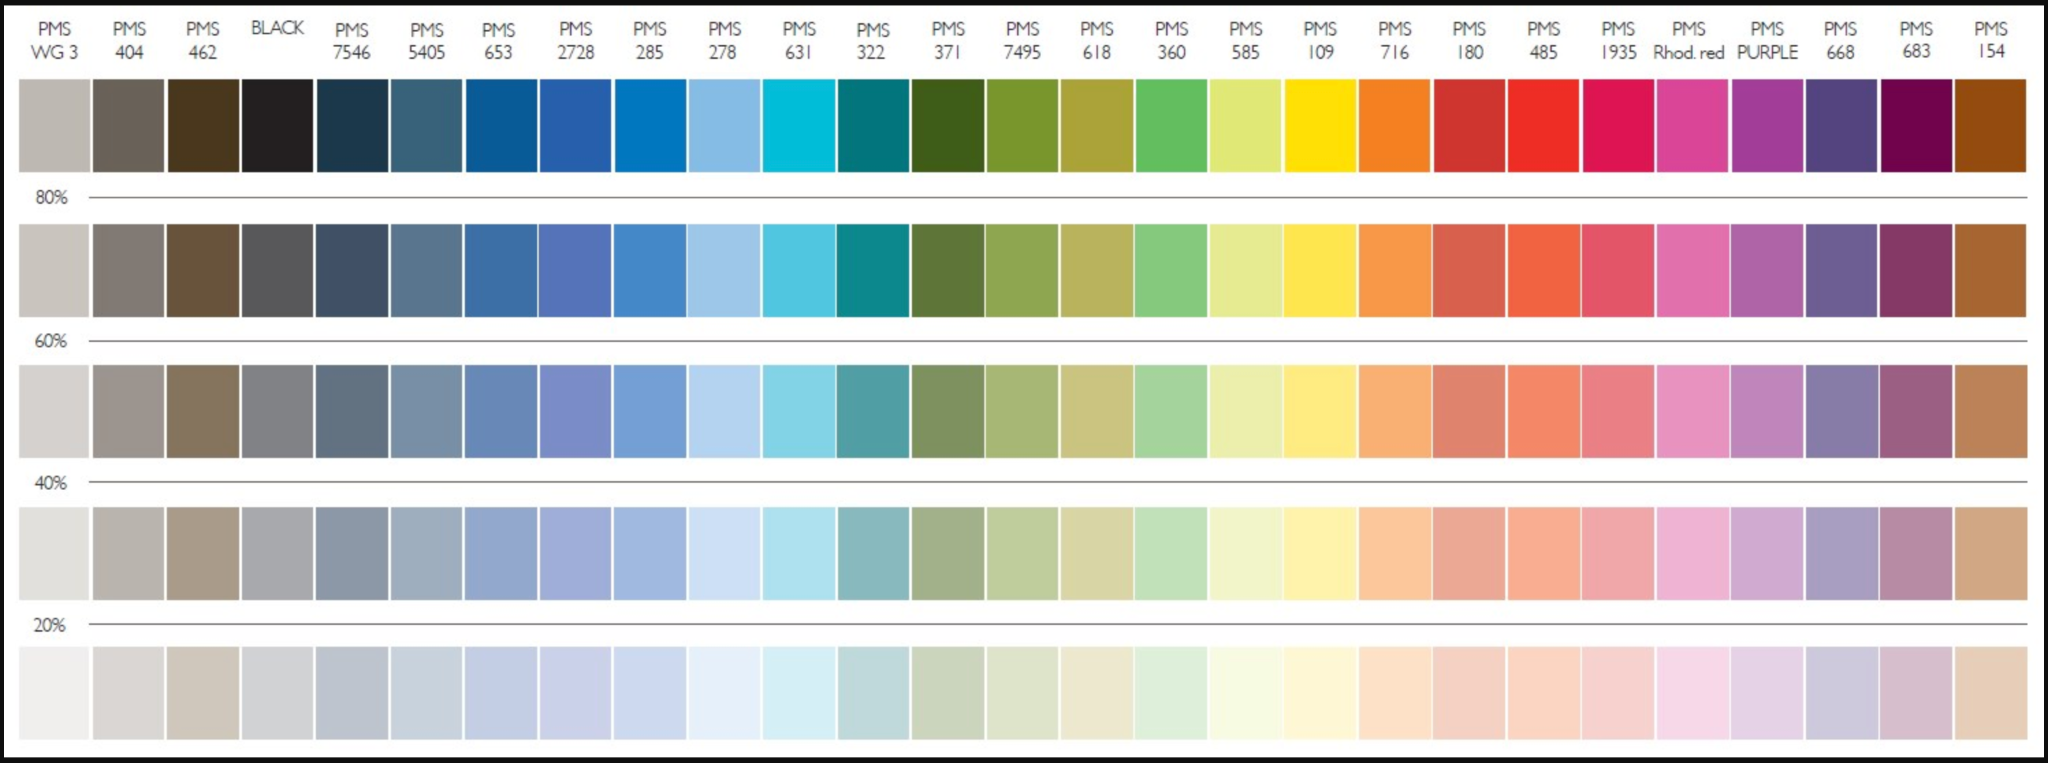 PMS WG 3
PMS 404
PMS 462
BLACK
PMS 7546
PMS 5405
PMS 653
PMS 2728
PMS 285
PMS 278
PMS 631
PMS 322
PMS 371
PMS 7495
PMS 618
PMS 360
PMS 585
PMS 109
PMS 716
PMS 180
PMS 485
PMS 1935
PMS Rhod. red
PMS PURPLE
PMS 668
PMS 683
PMS 154
80%
60%
40%
20%